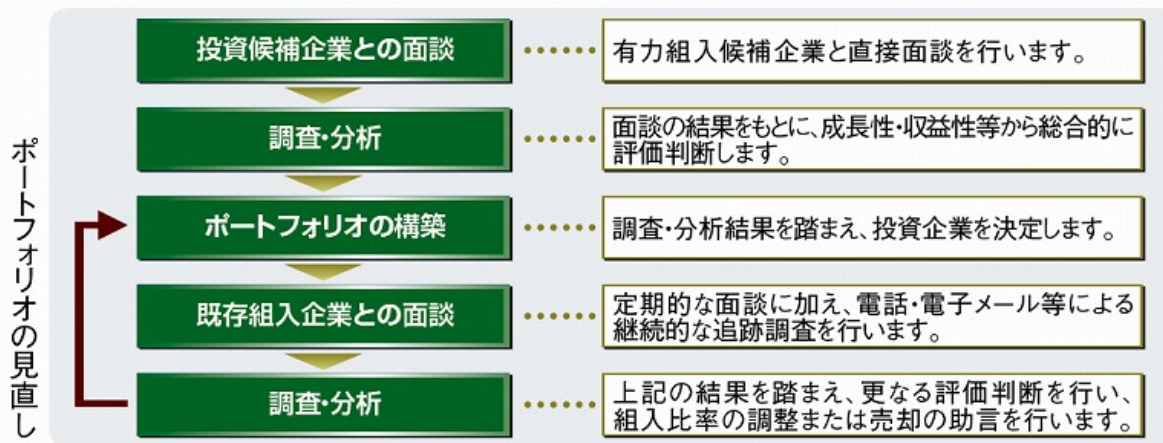 投資候補企業との面談
有力組入候補企業と直接面談を行います。
調査・分析
面談の結果をもとに、成長性・収益性等から総合的に
評価判断します。
ポートフォリオの構築
調査・分析結果を踏まえ、投資企業を決定します。
既存組入企業との面談
定期的な面談に加え、電話・電子メール等による
継続的な追跡調査を行います。
調査・分析
上記の結果を踏まえ、更なる評価判断を行い、
組入比率の調整または売却の助言を行います。
ポートフォリオの見直し